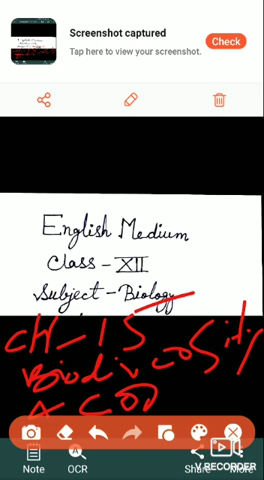 Screenshot captured
Tap here to view your screenshot.
Check
English Medium
Class - XII
Subject - Biology
CH - 15
Note
OCR
Share
More
V RECORDER